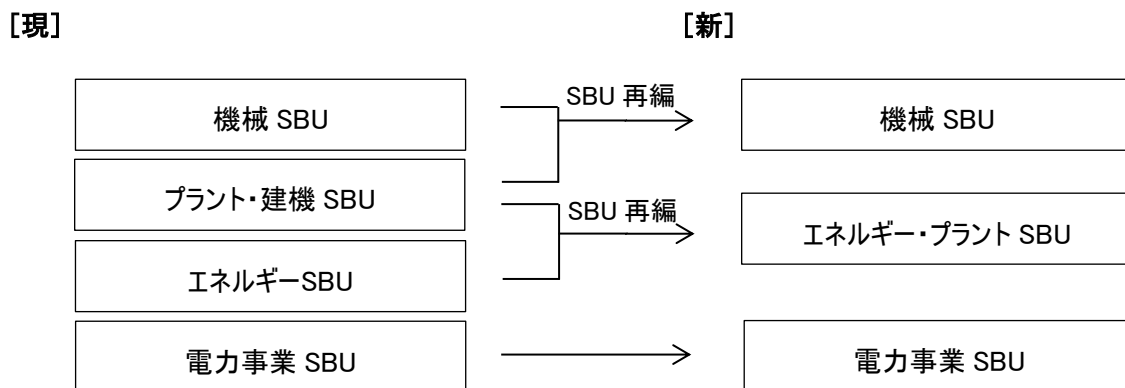 [現]
[新]
機械 SBU
SBU 再編
機械 SBU
プラント・建機 SBU
SBU 再編
エネルギー・プラント SBU
エネルギーSBU
電力事業 SBU
電力事業 SBU